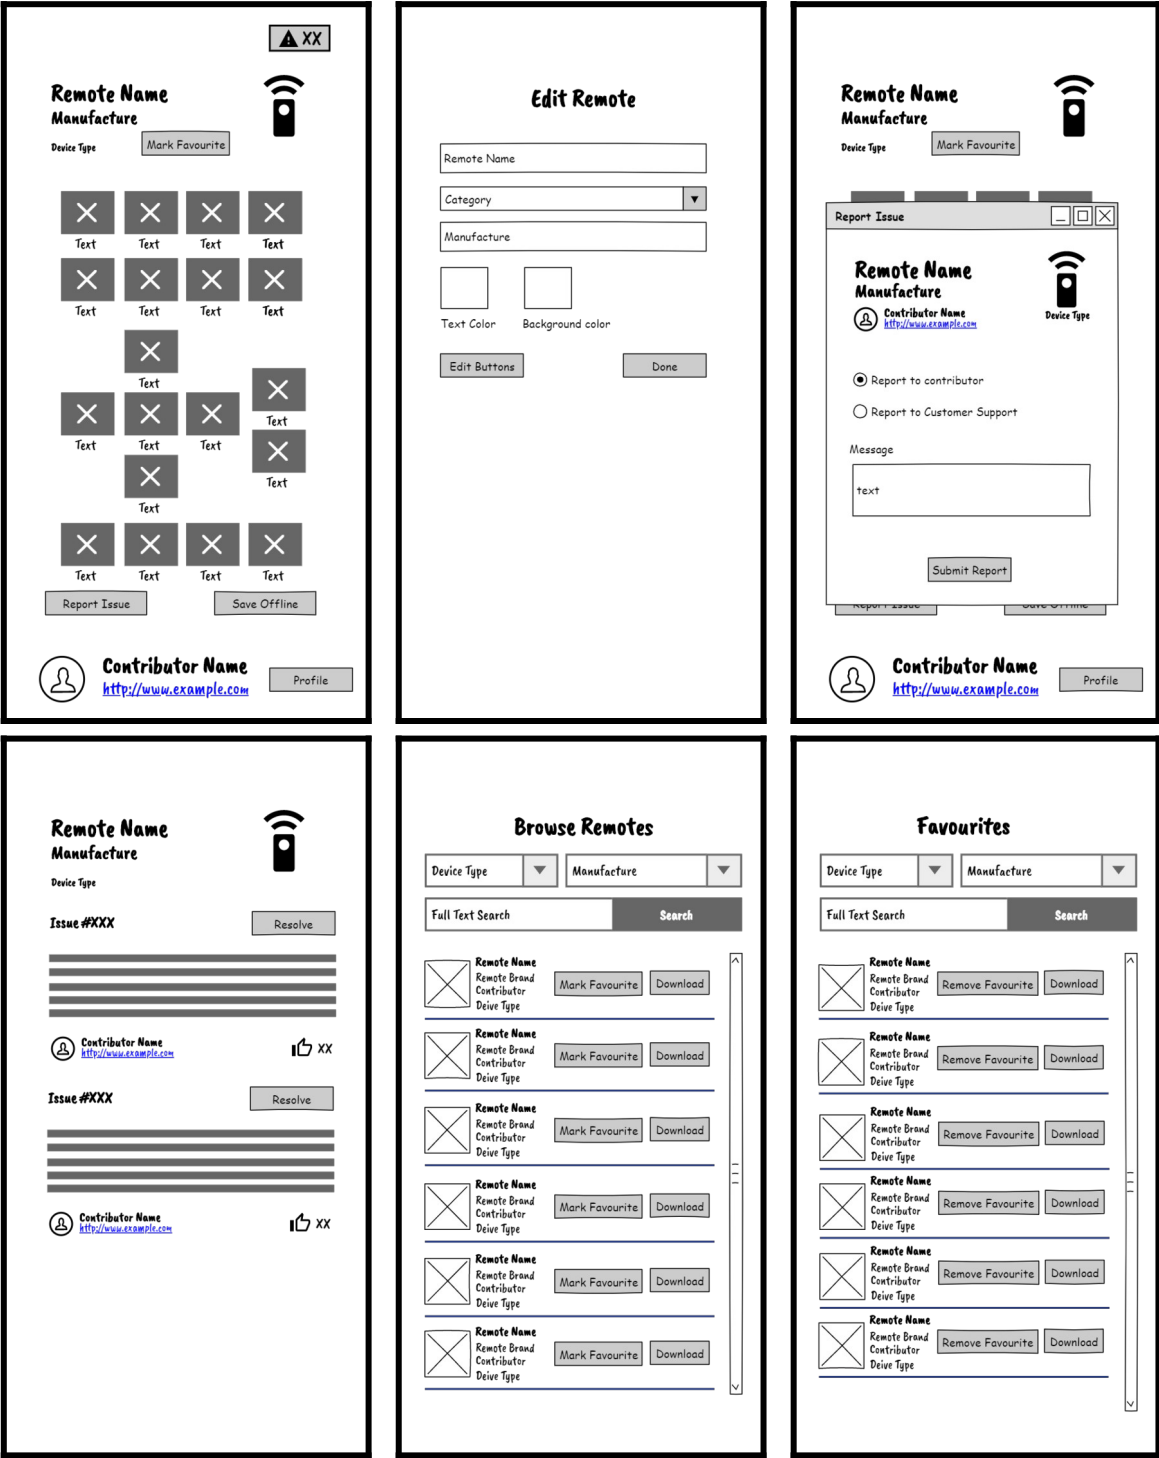 XX
Remote Name
Manufacture
Device Type
Mark Favourite
Text Text Text Text
Text Text Text Text
Text
Text
Text Text Text
Text
Text
Text Text Text Text
Report Issue
Save Offline
Contributor Name
http://www.example.com
Profile
Edit Remote
Remote Name
Category
Manufacture
Text Color
Background color
Edit Buttons
Done
Remote Name
Manufacture
Device Type
Mark Favourite
Report Issue
Remote Name
Manufacture
Contributor Name
http://www.example.com
Device Type
Report to contributor
Report to Customer Support
Message
text
Submit Report
Report Issue
Save Offline
Contributor Name
http://www.example.com
Profile
Remote Name
Manufacture
Device Type
Issue #XXX
Resolve
Contributor Name
http://www.example.com
XX
Issue #XXX
Resolve
Contributor Name
http://www.example.com
XX
Browse Remotes
Device Type
Manufacture
Full Text Search
Search
Remote Name
Remote Brand
Contributor
Deive Type
Mark Favourite
Download
Remote Name
Remote Brand
Contributor
Deive Type
Mark Favourite
Download
Remote Name
Remote Brand
Contributor
Deive Type
Mark Favourite
Download
Remote Name
Remote Brand
Contributor
Deive Type
Mark Favourite
Download
Remote Name
Remote Brand
Contributor
Deive Type
Mark Favourite
Download
Remote Name
Remote Brand
Contributor
Deive Type
Mark Favourite
Download
Favourites
Device Type
Manufacture
Full Text Search
Search
Remote Name
Remote Brand
Contributor
Deive Type
Remove Favourite
Download
Remote Name
Remote Brand
Contributor
Deive Type
Remove Favourite
Download
Remote Name
Remote Brand
Contributor
Deive Type
Remove Favourite
Download
Remote Name
Remote Brand
Contributor
Deive Type
Remove Favourite
Download
Remote Name
Remote Brand
Contributor
Deive Type
Remove Favourite
Download
Remote Name
Remote Brand
Contributor
Deive Type
Remove Favourite
Download